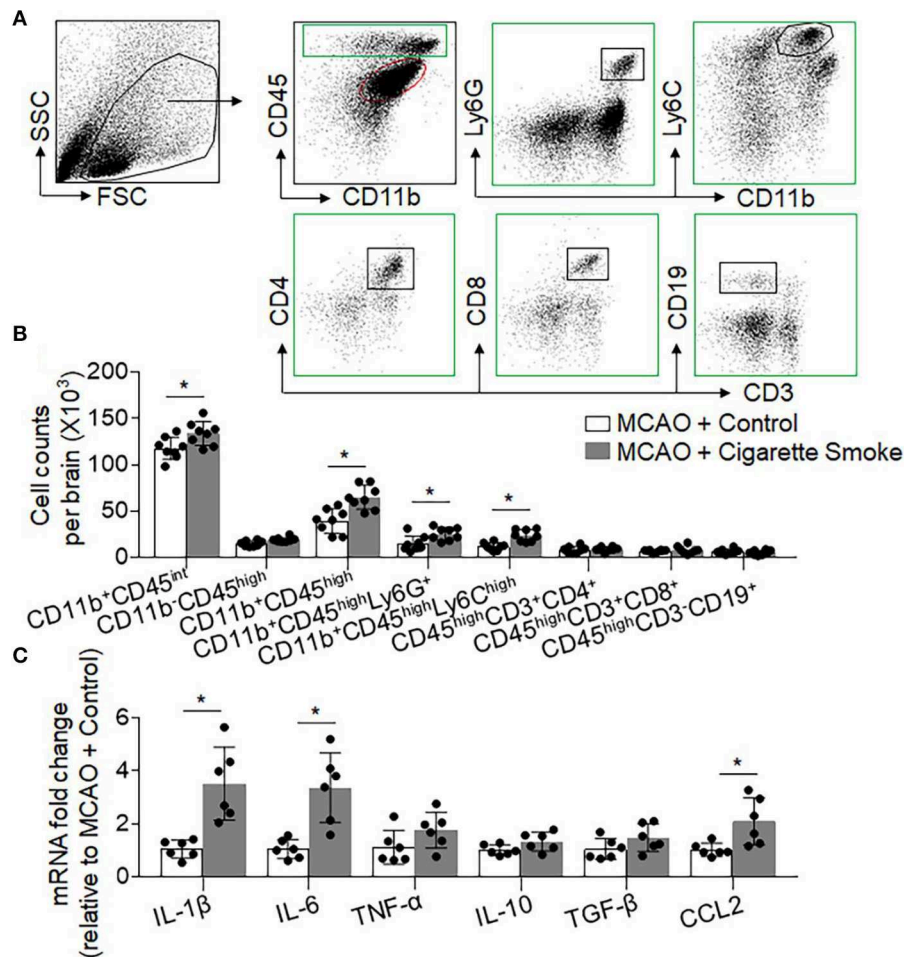 A
SSC
FSC
CD45
CD11b
Ly6G
Ly6C
CD11b
CD4
CD8
CD19
CD3
B
Cell counts
per brain (X10³)
200
150
100
50
0
* * * *
MCAO + Control
MCAO + Cigarette Smoke
CD11b⁺CD45ⁱⁿᵗ
CD11b⁻CD45ʰⁱᵍʰ
CD11b⁺CD45ʰⁱᵍʰ
CD11b⁺CD45ʰⁱᵍʰLy6G⁺
CD11b⁺CD45ʰⁱᵍʰLy6Cʰⁱᵍʰ
CD45ʰⁱᵍʰCD3⁺CD4⁺
CD45ʰⁱᵍʰCD3⁺CD8⁺
CD45ʰⁱᵍʰCD3⁻CD19⁺
C
mRNA fold change
(relative to MCAO + Control)
6
4
2
0
* * *
IL-1β
IL-6
TNF-α
IL-10
TGF-β
CCL2